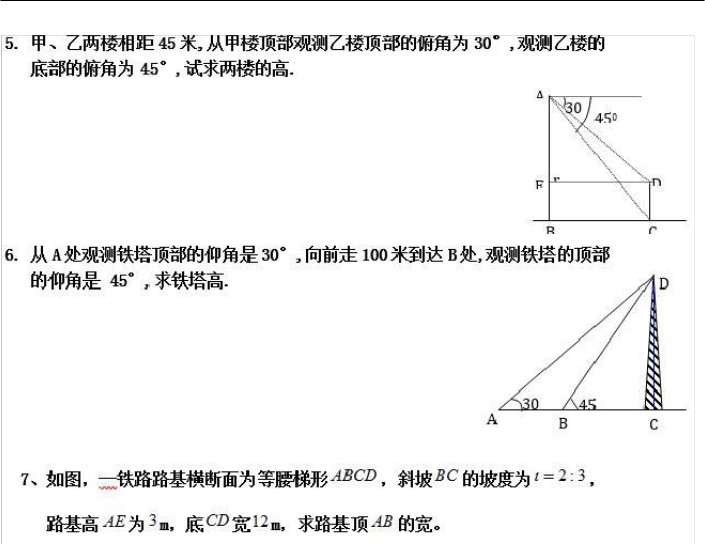 5. 甲、乙两楼相距 45 米,从甲楼顶部观测乙楼顶部的俯角为 30°,观测乙楼的
底部的俯角为 45°,试求两楼的高.
A
30
45⁰
E
r
D
B
C
6. 从 A 处观测铁塔顶部的仰角是 30°,向前走 100 米到达 B 处,观测铁塔的顶部
的仰角是 45°,求铁塔高.
D
30
45
A
B
C
7、如图，一铁路路基横断面为等腰梯形 ABCD，斜坡 BC 的坡度为 i=2:3，
路基高 AE 为 3m，底 CD 宽 12m，求路基顶 AB 的宽。